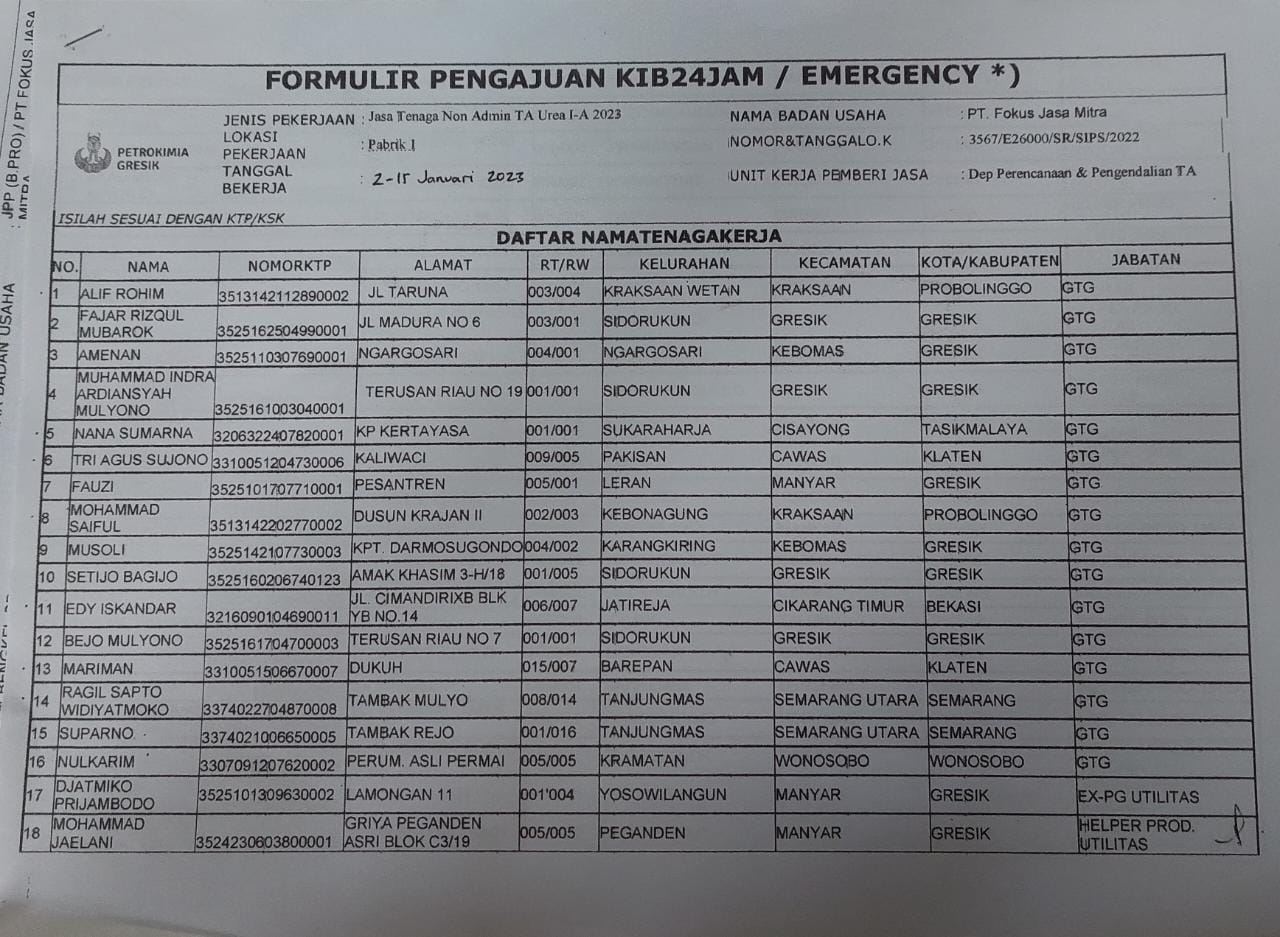 FORMULIR PENGAJUAN KIB24JAM / EMERGENCY *)
PETROKIMIA
GRESIK
JENIS PEKERJAAN : Jasa Tenaga Non Admin TA Urea I-A 2023
LOKASI
PEKERJAAN : Pabrik I
TANGGAL
BEKERJA : 2-15 Januari 2023
NAMA BADAN USAHA : PT. Fokus Jasa Mitra
NOMOR&TANGGALO.K : 3567/E26000/SR/SIPS/2022
UNIT KERJA PEMBERI JASA : Dep Perencanaan & Pengendalian TA
ISILAH SESUAI DENGAN KTP/KSK
DAFTAR NAMATENAGAKERJA
NO. NAMA NOMORKTP ALAMAT RT/RW KELURAHAN KECAMATAN KOTA/KABUPATEN JABATAN
1 ALIF ROHIM 3513142112890002 JL TARUNA 003/004 KRAKSAAN WETAN KRAKSAAN PROBOLINGGO GTG
2 FAJAR RIZQUL MUBAROK 3525162504990001 JL MADURA NO 6 003/001 SIDORUKUN GRESIK GRESIK GTG
3 AMENAN 3525110307690001 NGARGOSARI 004/001 NGARGOSARI KEBOMAS GRESIK GTG
4 MUHAMMAD INDRA ARDIANSYAH MULYONO 3525161003040001 TERUSAN RIAU NO 19 001/001 SIDORUKUN GRESIK GRESIK GTG
5 NANA SUMARNA 3206322407820001 KP KERTAYASA 001/001 SUKARAHARJA CISAYONG TASIKMALAYA GTG
6 TRI AGUS SUJONO 3310051204730006 KALIWACI 009/005 PAKISAN CAWAS KLATEN GTG
7 FAUZI 3525101707710001 PESANTREN 005/001 LERAN MANYAR GRESIK GTG
8 MOHAMMAD SAIFUL 3513142202770002 DUSUN KRAJAN II 002/003 KEBONAGUNG KRAKSAAN PROBOLINGGO GTG
9 MUSOLI 3525142107730003 KPT. DARMOSUGONDO 004/002 KARANGKIRING KEBOMAS GRESIK GTG
10 SETIJO BAGIJO 3525160206740123 AMAK KHASIM 3-H/18 001/005 SIDORUKUN GRESIK GRESIK GTG
11 EDY ISKANDAR 3216090104690011 JL. CIMANDIRIXB BLK YB NO.14 006/007 JATIREJA CIKARANG TIMUR BEKASI GTG
12 BEJO MULYONO 3525161704700003 TERUSAN RIAU NO 7 001/001 SIDORUKUN GRESIK GRESIK GTG
13 MARIMAN 3310051506670007 DUKUH 015/007 BAREPAN CAWAS KLATEN GTG
14 RAGIL SAPTO WIDIYATMOKO 3374022704870008 TAMBAK MULYO 008/014 TANJUNGMAS SEMARANG UTARA SEMARANG GTG
15 SUPARNO. 3374021006650005 TAMBAK REJO 001/016 TANJUNGMAS SEMARANG UTARA SEMARANG GTG
16 NULKARIM 3307091207620002 PERUM. ASLI PERMAI 005/005 KRAMATAN WONOSOBO WONOSOBO GTG
17 DJATMIKO PRIJAMBODO 3525101309630002 LAMONGAN 11 001'004 YOSOWILANGUN MANYAR GRESIK EX-PG UTILITAS
18 MOHAMMAD JAELANI 3524230603800001 GRIYA PEGANDEN ASRI BLOK C3/19 005/005 PEGANDEN MANYAR GRESIK HELPER PROD. UTILITAS
: JPP (B.PRO) / PT FOKUS JASA
MITRA
BADAN USAHA